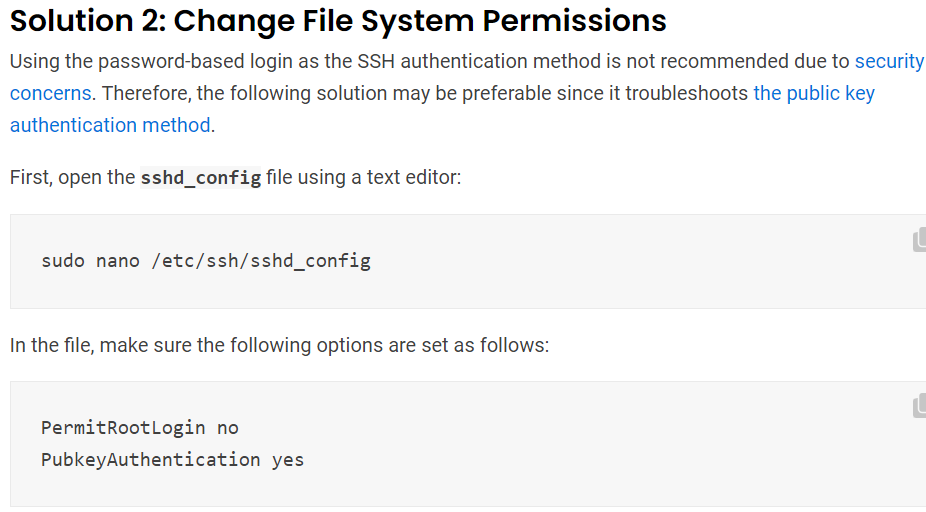 Solution 2: Change File System Permissions
Using the password-based login as the SSH authentication method is not recommended due to security
concerns. Therefore, the following solution may be preferable since it troubleshoots the public key
authentication method.
First, open the sshd_config file using a text editor:
sudo nano /etc/ssh/sshd_config
In the file, make sure the following options are set as follows:
PermitRootLogin no
PubkeyAuthentication yes